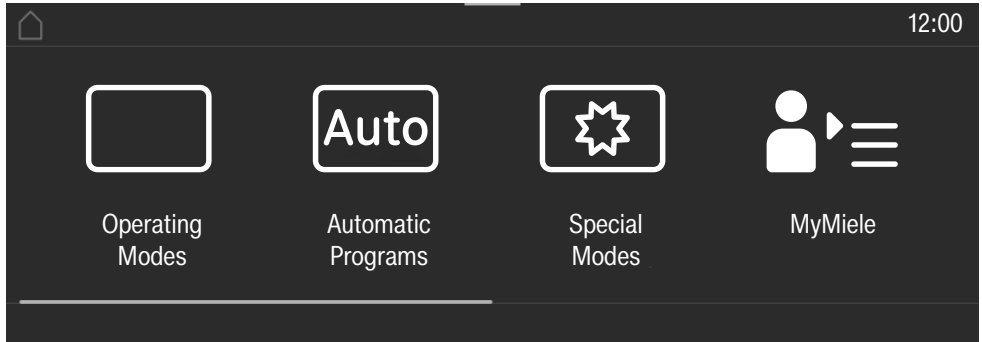 12:00
Auto
Operating
Modes
Automatic
Programs
Special
Modes
MyMiele